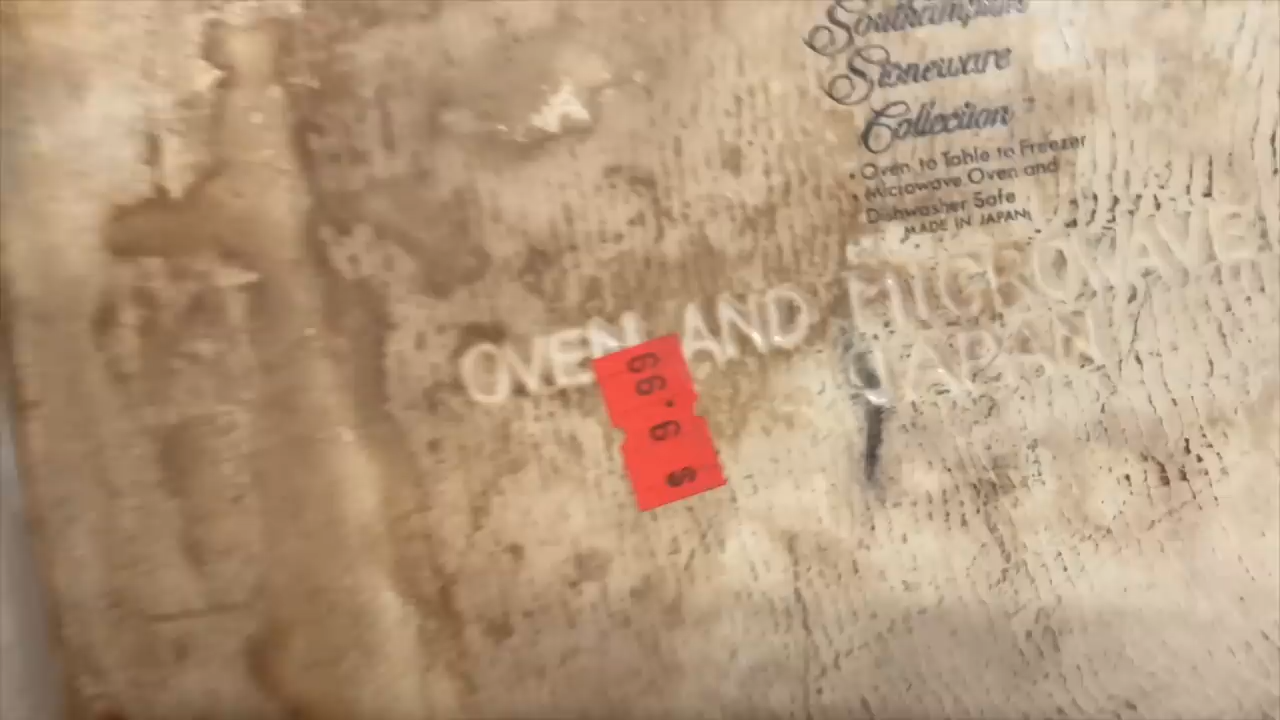 Southampton
Stoneware
Collection
• Oven to Table to Freezer
• Microwave Oven and
Dishwasher Safe
MADE IN JAPAN
OVEN AND MICROWAVE
JAPAN
$ 9.99